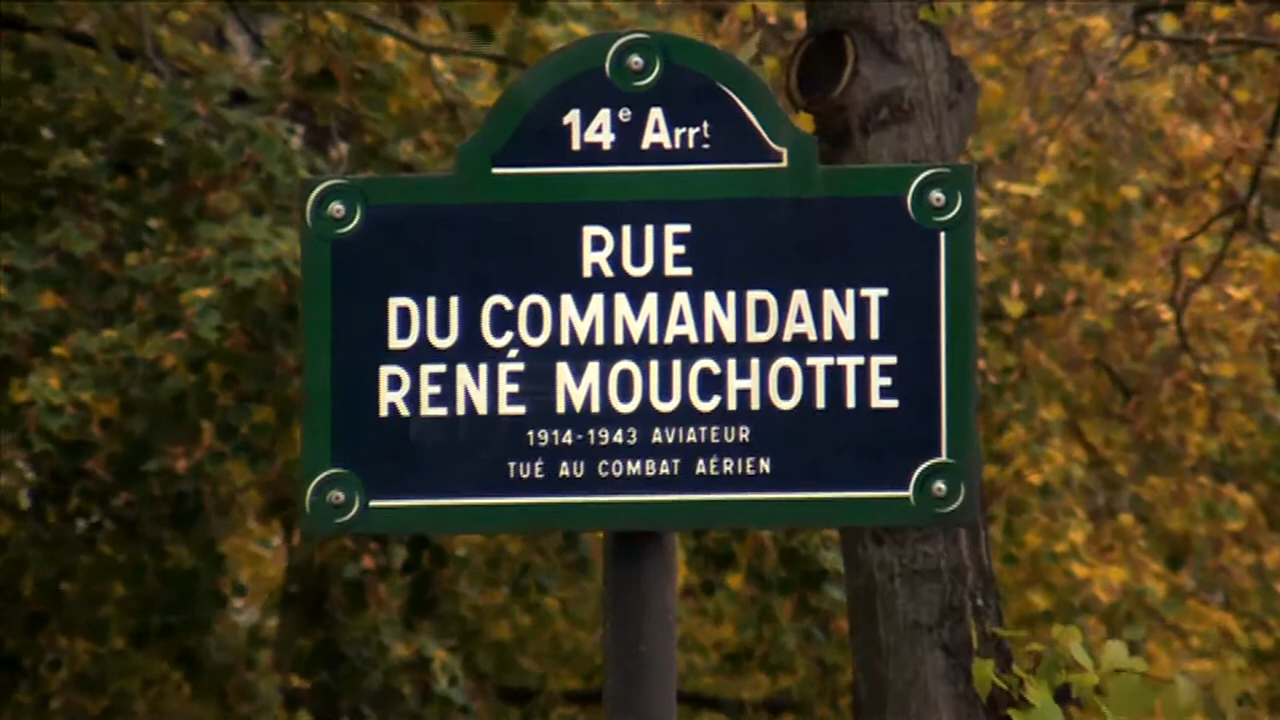 14e Arrt
RUE
DU COMMANDANT
RENÉ MOUCHOTTE
1914-1943 AVIATEUR
TUÉ AU COMBAT AÉRIEN